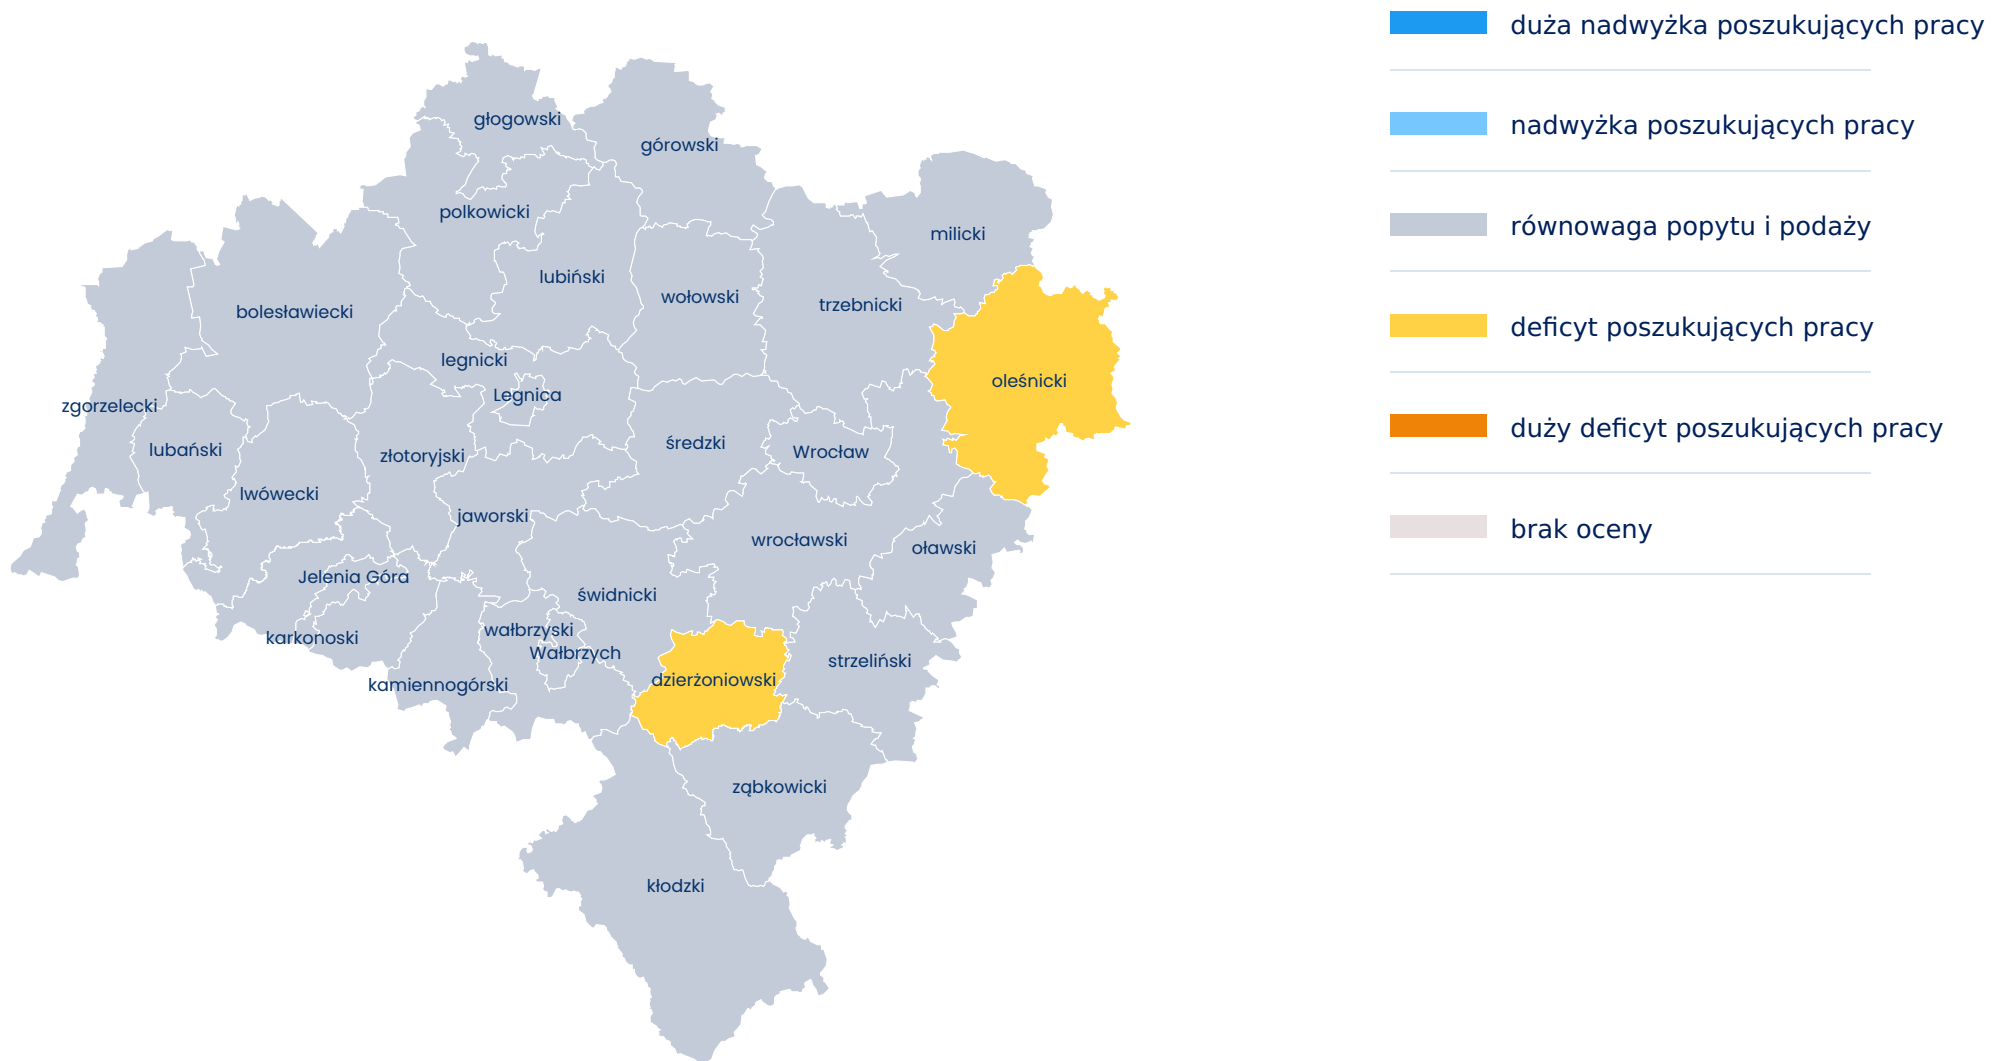 duża nadwyżka poszukujących pracy
nadwyżka poszukujących pracy
równowaga popytu i podaży
deficyt poszukujących pracy
duży deficyt poszukujących pracy
brak oceny
głogowski
górowski
polkowicki
milicki
lubiński
wołowski
trzebnicki
bolesławiecki
legnicki
Legnica
oleśnicki
zgorzelecki
lubański
złotoryjski
średzki
Wrocław
lwówecki
jaworski
wrocławski
oławski
Jelenia Góra
świdnicki
karkonoski
wałbrzyski
Wałbrzych
strzeliński
kamiennogórski
dzierżoniowski
ząbkowicki
kłodzki